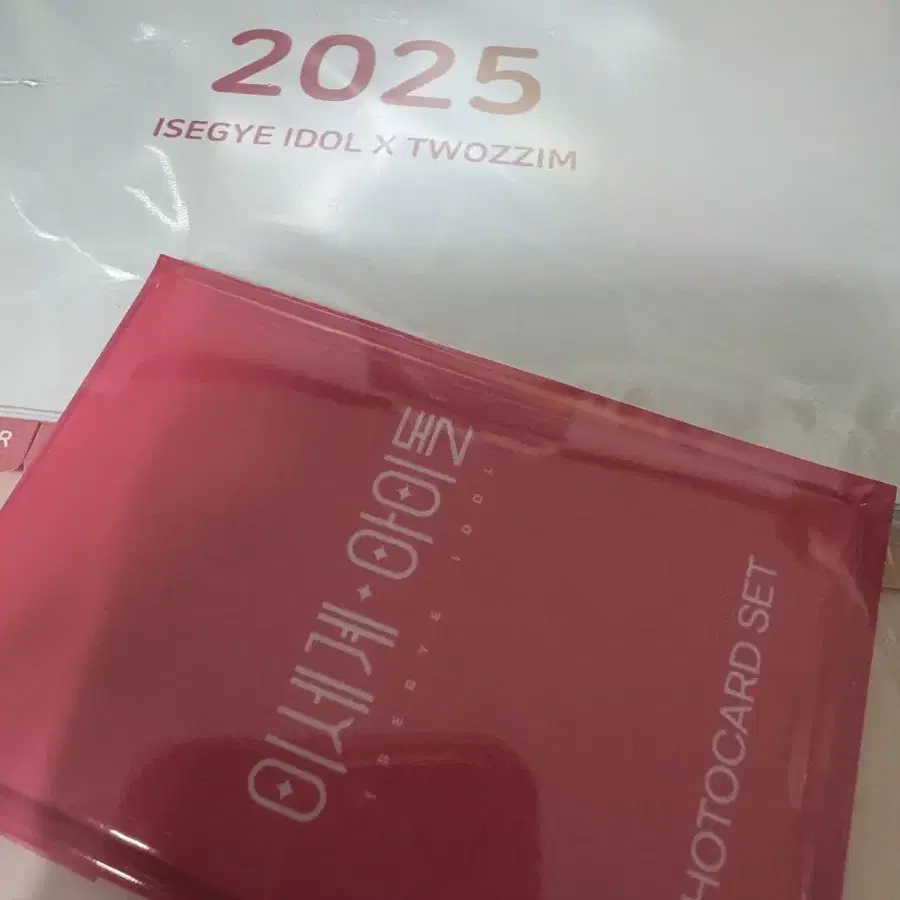 2025
ISEGYE IDOL X TWOZZIM
R
이세계아이돌
ISEGYE IDOL
HOTOCARD SET